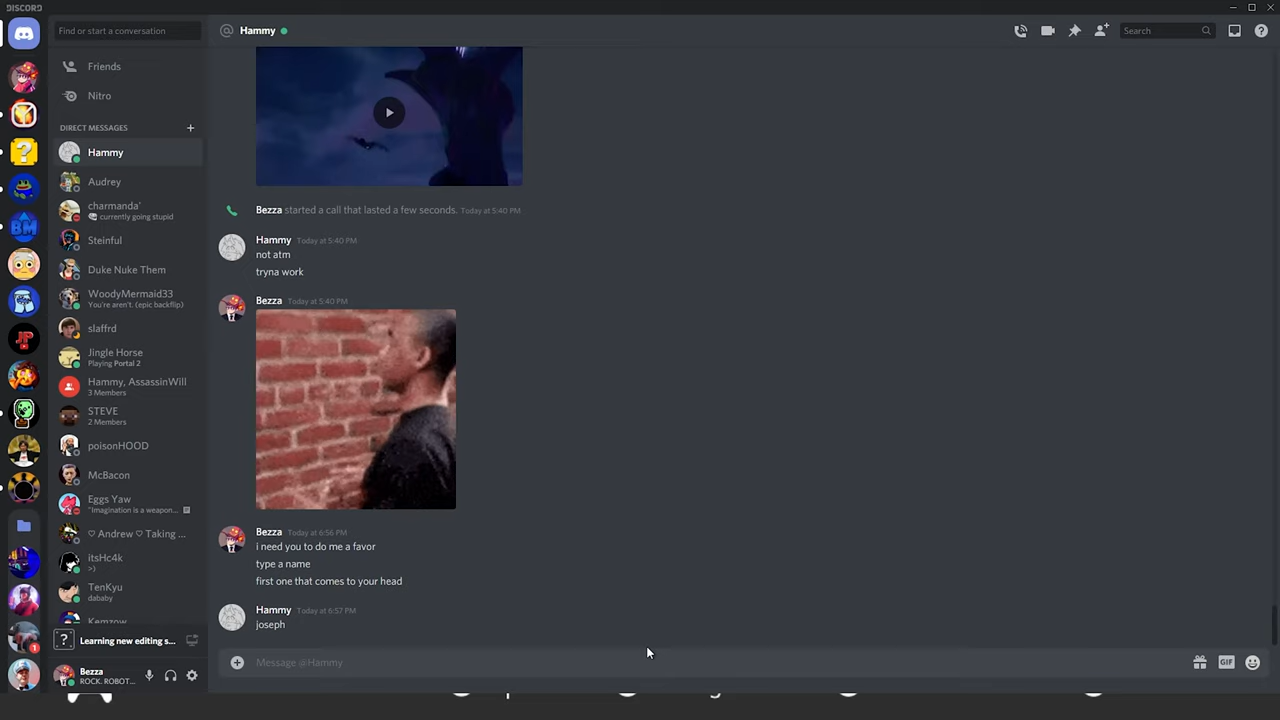 DISCORD
Find or start a conversation
Hammy
Search
Friends
Nitro
DIRECT MESSAGES
Hammy
Audrey
charmanda'
currently going stupid
Steinful
Duke Nuke Them
WoodyMermaid33
You're aren't. (epic backflip)
slaffrd
Jingle Horse
Playing Portal 2
Hammy, AssassinWill
3 Members
STEVE
2 Members
poisonHOOD
McBacon
Eggs Yaw
"Imagination is a weapon...
♡ Andrew ♡ Taking ...
itsHc4k
>)
TenKyu
dababy
Kemzow
Learning new editing s...
Bezza
ROCK. ROBOT...
Bezza started a call that lasted a few seconds. Today at 5:40 PM
Hammy Today at 5:40 PM
not atm
tryna work
Bezza Today at 5:40 PM
Bezza Today at 6:56 PM
i need you to do me a favor
type a name
first one that comes to your head
Hammy Today at 6:57 PM
joseph
Message @Hammy
GIF
BM
1